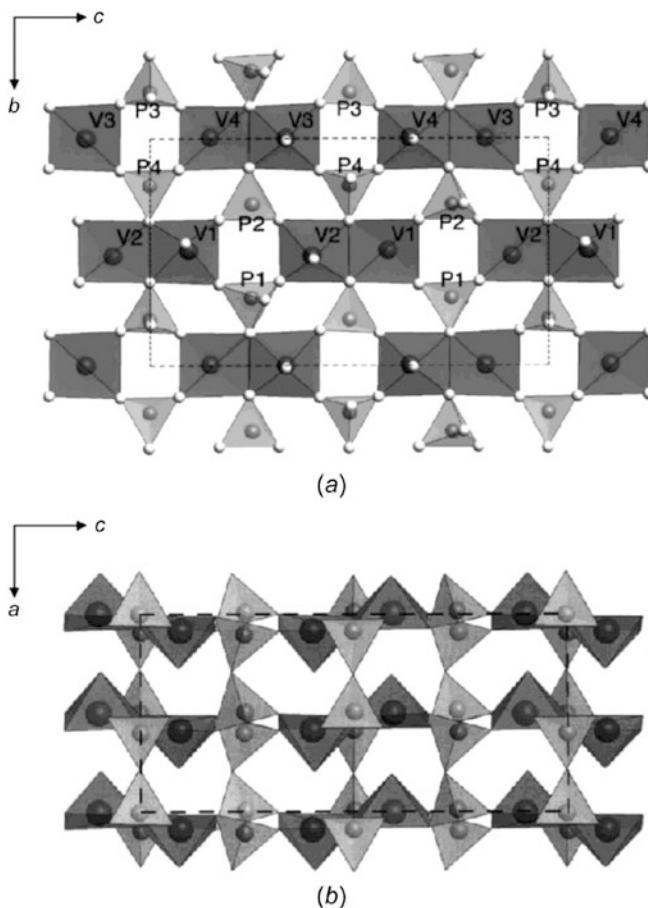 c
b
P3 P3 P3
V3 V4 V3 V4 V3 V4
P4 P4 P4
P2 P2
V2 V1 V2 V1 V2 V1
P1 P1
(a)
c
a
(b)